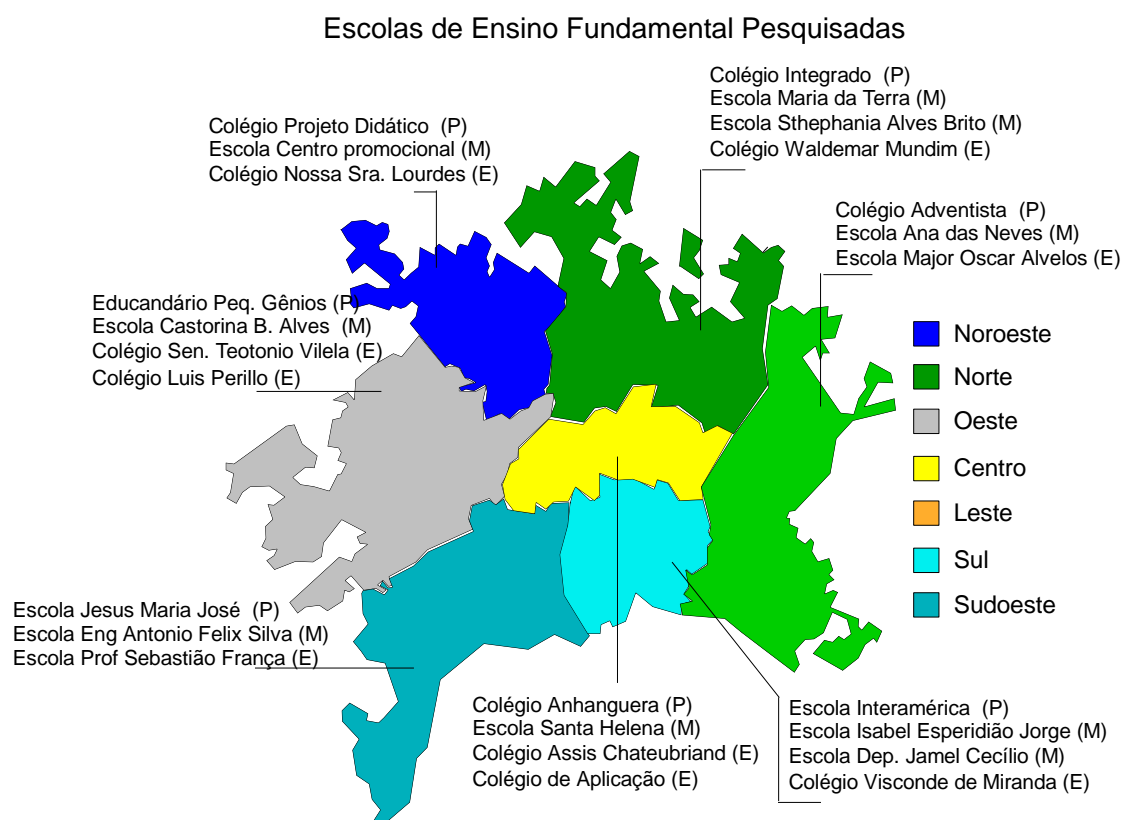 Escolas de Ensino Fundamental Pesquisadas
Colégio Integrado (P)
Escola Maria da Terra (M)
Escola Sthephania Alves Brito (M)
Colégio Waldemar Mundim (E)
Colégio Projeto Didático (P)
Escola Centro promocional (M)
Colégio Nossa Sra. Lourdes (E)
Colégio Adventista (P)
Escola Ana das Neves (M)
Escola Major Oscar Alvelos (E)
Educandário Peq. Gênios (P)
Escola Castorina B. Alves (M)
Colégio Sen. Teotonio Vilela (E)
Colégio Luis Perillo (E)
Noroeste
Norte
Oeste
Centro
Leste
Sul
Sudoeste
Escola Jesus Maria José (P)
Escola Eng Antonio Felix Silva (M)
Escola Prof Sebastião França (E)
Colégio Anhanguera (P)
Escola Santa Helena (M)
Colégio Assis Chateubriand (E)
Colégio de Aplicação (E)
Escola Interamérica (P)
Escola Isabel Esperidião Jorge (M)
Escola Dep. Jamel Cecílio (M)
Colégio Visconde de Miranda (E)